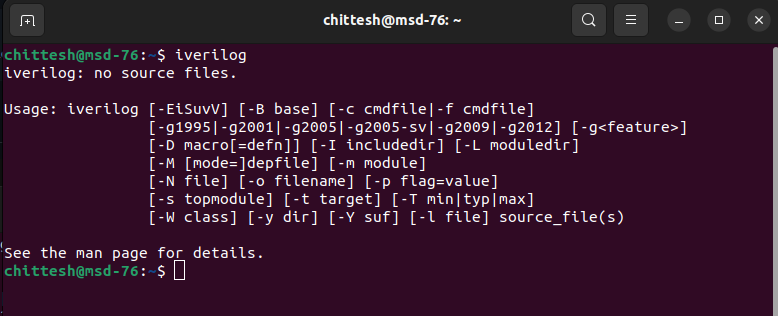 chittesh@msd-76: ~
chittesh@msd-76:~$ iverilog
iverilog: no source files.
Usage: iverilog [-EiSuvV] [-B base] [-c cmdfile|-f cmdfile]
[-g1995|-g2001|-g2005|-g2005-sv|-g2009|-g2012] [-g<feature>]
[-D macro[=defn]] [-I includedir] [-L moduledir]
[-M [mode=]depfile] [-m module]
[-N file] [-o filename] [-p flag=value]
[-s topmodule] [-t target] [-T min|typ|max]
[-W class] [-y dir] [-Y suf] [-l file] source_file(s)
See the man page for details.
chittesh@msd-76:~$